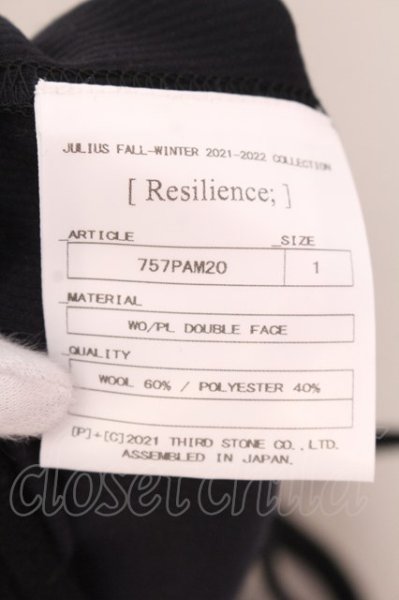 JULIUS FALL-WINTER 2021-2022 COLLECTION
[ Resilience; ]
_ARTICLE _SIZE
757PAM20 1
_MATERIAL
WO/PL DOUBLE FACE
_QUALITY
WOOL 60% / POLYESTER 40%
[P]+[C]2021 THIRD STONE CO.,LTD.
ASSEMBLED IN JAPAN.
closet child